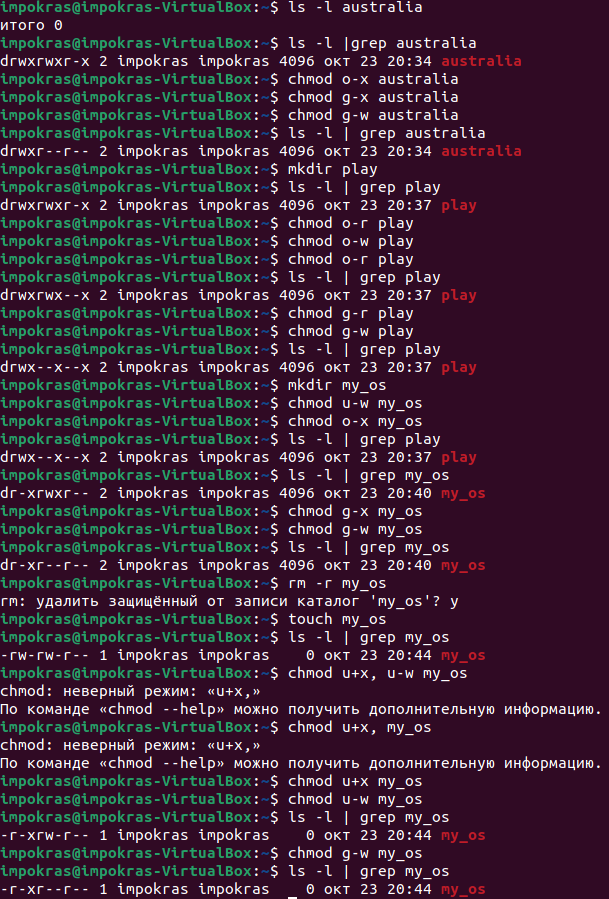 impokras@impokras-VirtualBox:~$ ls -l australia
итого 0
impokras@impokras-VirtualBox:~$ ls -l |grep australia
drwxrwxr-x 2 impokras impokras 4096 окт 23 20:34 australia
impokras@impokras-VirtualBox:~$ chmod o-x australia
impokras@impokras-VirtualBox:~$ chmod g-x australia
impokras@impokras-VirtualBox:~$ chmod g-w australia
impokras@impokras-VirtualBox:~$ ls -l | grep australia
drwxr--r-- 2 impokras impokras 4096 окт 23 20:34 australia
impokras@impokras-VirtualBox:~$ mkdir play
impokras@impokras-VirtualBox:~$ ls -l | grep play
drwxrwxr-x 2 impokras impokras 4096 окт 23 20:37 play
impokras@impokras-VirtualBox:~$ chmod o-r play
impokras@impokras-VirtualBox:~$ chmod o-w play
impokras@impokras-VirtualBox:~$ chmod o-r play
impokras@impokras-VirtualBox:~$ ls -l | grep play
drwxrwx--x 2 impokras impokras 4096 окт 23 20:37 play
impokras@impokras-VirtualBox:~$ chmod g-r play
impokras@impokras-VirtualBox:~$ chmod g-w play
impokras@impokras-VirtualBox:~$ ls -l | grep play
drwx--x--x 2 impokras impokras 4096 окт 23 20:37 play
impokras@impokras-VirtualBox:~$ mkdir my_os
impokras@impokras-VirtualBox:~$ chmod u-w my_os
impokras@impokras-VirtualBox:~$ chmod o-x my_os
impokras@impokras-VirtualBox:~$ ls -l | grep play
drwx--x--x 2 impokras impokras 4096 окт 23 20:37 play
impokras@impokras-VirtualBox:~$ ls -l | grep my_os
dr-xrwxr-- 2 impokras impokras 4096 окт 23 20:40 my_os
impokras@impokras-VirtualBox:~$ chmod g-x my_os
impokras@impokras-VirtualBox:~$ chmod g-w my_os
impokras@impokras-VirtualBox:~$ ls -l | grep my_os
dr-xr--r-- 2 impokras impokras 4096 окт 23 20:40 my_os
impokras@impokras-VirtualBox:~$ rm -r my_os
rm: удалить защищённый от записи каталог 'my_os'? y
impokras@impokras-VirtualBox:~$ touch my_os
impokras@impokras-VirtualBox:~$ ls -l | grep my_os
-rw-rw-r-- 1 impokras impokras    0 окт 23 20:44 my_os
impokras@impokras-VirtualBox:~$ chmod u+x, u-w my_os
chmod: неверный режим: «u+x,»
По команде «chmod --help» можно получить дополнительную информацию.
impokras@impokras-VirtualBox:~$ chmod u+x, my_os
chmod: неверный режим: «u+x,»
По команде «chmod --help» можно получить дополнительную информацию.
impokras@impokras-VirtualBox:~$ chmod u+x my_os
impokras@impokras-VirtualBox:~$ chmod u-w my_os
impokras@impokras-VirtualBox:~$ ls -l | grep my_os
-r-xrw-r-- 1 impokras impokras    0 окт 23 20:44 my_os
impokras@impokras-VirtualBox:~$ chmod g-w my_os
impokras@impokras-VirtualBox:~$ ls -l | grep my_os
-r-xr--r-- 1 impokras impokras    0 окт 23 20:44 my_os